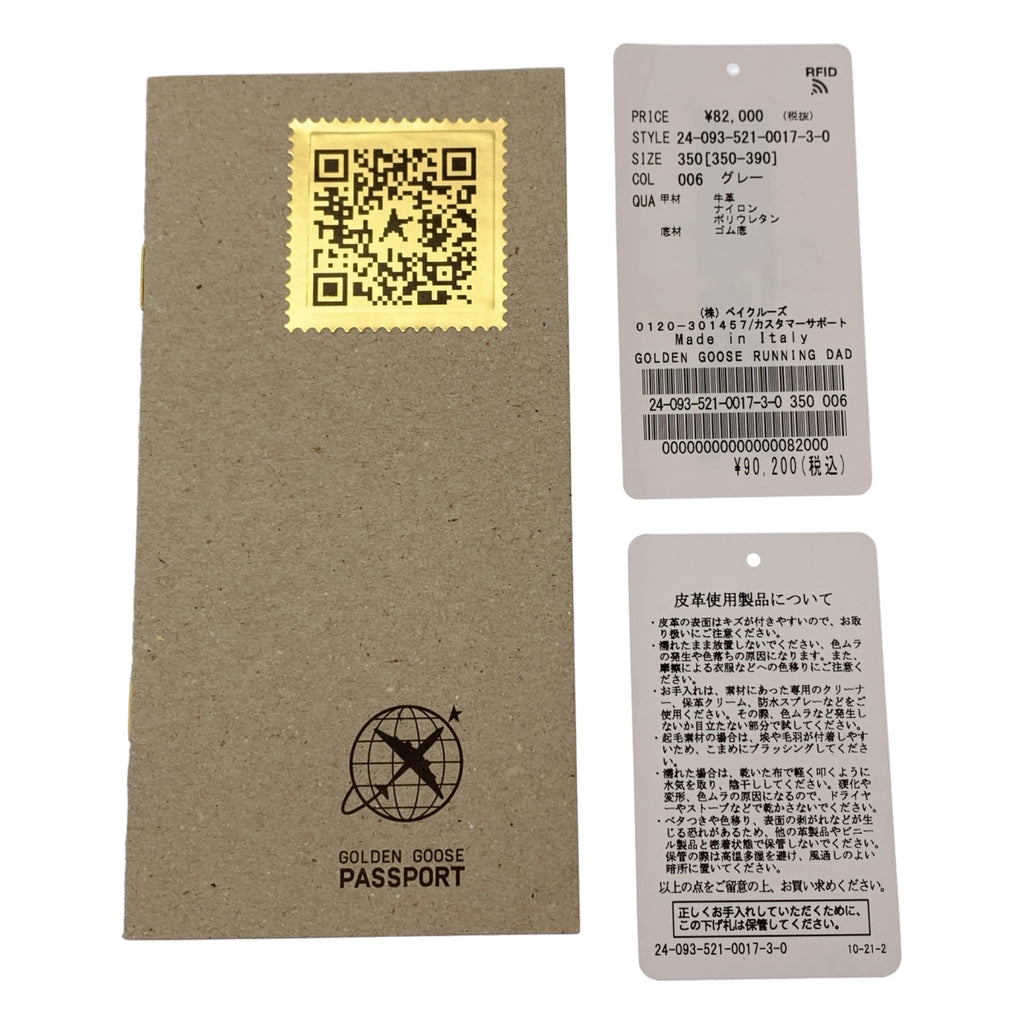 GOLDEN GOOSE
PASSPORT
RFID
PRICE ¥82,000 (税抜)
STYLE 24-093-521-0017-3-0
SIZE 350[350-390]
COL 006 グレー
QUA 甲材 牛革
ナイロン
ポリウレタン
底材 ゴム底
(株) ベイクルーズ
0120-301457/カスタマーサポート
Made in Italy
GOLDEN GOOSE RUNNING DAD
24-093-521-0017-3-0 350 006
00000000000000082000
¥90,200(税込)
皮革使用製品について
・皮革の表面はキズが付きやすいので、お取
り扱いにご注意ください。
・濡れたまま放置しないでください、色ムラ
の発生や色落ちの原因になります。また、
摩擦による衣服などへの色移りにご注意く
ださい。
・お手入れは、素材にあった専用のクリーナ
ー、保革クリーム、防水スプレーなどをご
使用ください。その際、色ムラなど発生し
ないか目立たない部分で試してください。
・起毛素材の場合は、埃や毛羽が付着しやす
いため、こまめにブラッシングしてくださ
い。
・濡れた場合は、乾いた布で軽く叩くように
水気を取り、陰干ししてください。硬化や
変形、色ムラの原因になるので、ドライヤ
ーやストーブなどで乾かさないでください。
・ベタつきや色移り、表面の剥がれなどが生
じる恐れがあるため、他の革製品やビニー
ル製品と密着状態で保管しないでください。
保管の際は高温多湿を避け、風通しのよい
暗所に置いてください。
以上の点をご留意の上、お買い求めください。
正しくお手入れしていただくために、
この下げ札は保管してください。
24-093-521-0017-3-0 10-21-2